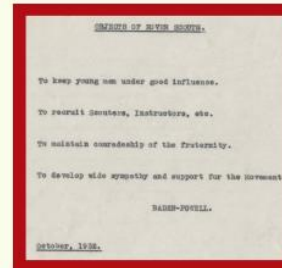 OBJECTS OF ROVER SCOUTS.
To keep young men under good influence.
To recruit Scouters, Instructors, etc.
To maintain comradeship of the fraternity.
To develop wide sympathy and support for the Movement
BADEN-POWELL.
October, 1938.